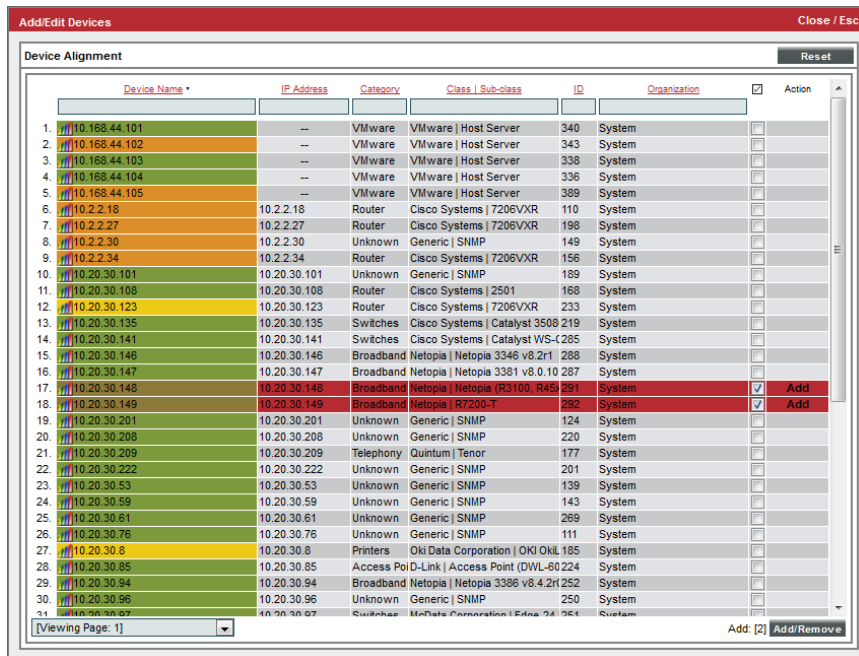 Add/Edit Devices Close / Esc
Device Alignment Reset
Device Name IP Address Category Class | Sub-class ID Organization Action
1. 10.168.44.101 -- VMware VMware | Host Server 340 System
2. 10.168.44.102 -- VMware VMware | Host Server 343 System
3. 10.168.44.103 -- VMware VMware | Host Server 338 System
4. 10.168.44.104 -- VMware VMware | Host Server 336 System
5. 10.168.44.105 -- VMware VMware | Host Server 389 System
6. 10.2.2.18 10.2.2.18 Router Cisco Systems | 7206VXR 110 System
7. 10.2.2.27 10.2.2.27 Router Cisco Systems | 7206VXR 198 System
8. 10.2.2.30 10.2.2.30 Unknown Generic | SNMP 149 System
9. 10.2.2.34 10.2.2.34 Router Cisco Systems | 7206VXR 156 System
10. 10.20.30.101 10.20.30.101 Unknown Generic | SNMP 189 System
11. 10.20.30.108 10.20.30.108 Router Cisco Systems | 2501 168 System
12. 10.20.30.123 10.20.30.123 Router Cisco Systems | 7206VXR 233 System
13. 10.20.30.135 10.20.30.135 Switches Cisco Systems | Catalyst 3508 219 System
14. 10.20.30.141 10.20.30.141 Switches Cisco Systems | Catalyst WS-C 285 System
15. 10.20.30.146 10.20.30.146 Broadband Netopia | Netopia 3346 v8.2r1 288 System
16. 10.20.30.147 10.20.30.147 Broadband Netopia | Netopia 3381 v8.0.10 287 System
17. 10.20.30.148 10.20.30.148 Broadband Netopia | Netopia (R3100, R45x 291 System Add
18. 10.20.30.149 10.20.30.149 Broadband Netopia | R7200-T 292 System Add
19. 10.20.30.201 10.20.30.201 Unknown Generic | SNMP 124 System
20. 10.20.30.208 10.20.30.208 Unknown Generic | SNMP 220 System
21. 10.20.30.209 10.20.30.209 Telephony Quintum | Tenor 177 System
22. 10.20.30.222 10.20.30.222 Unknown Generic | SNMP 201 System
23. 10.20.30.53 10.20.30.53 Unknown Generic | SNMP 139 System
24. 10.20.30.59 10.20.30.59 Unknown Generic | SNMP 143 System
25. 10.20.30.61 10.20.30.61 Unknown Generic | SNMP 269 System
26. 10.20.30.76 10.20.30.76 Unknown Generic | SNMP 111 System
27. 10.20.30.8 10.20.30.8 Printers Oki Data Corporation | OKI OkiL 185 System
28. 10.20.30.85 10.20.30.85 Access Poi D-Link | Access Point (DWL-60 224 System
29. 10.20.30.94 10.20.30.94 Broadband Netopia | Netopia 3386 v8.4.2r0 252 System
30. 10.20.30.96 10.20.30.96 Unknown Generic | SNMP 250 System
31. 10.20.30.97 10.20.30.97 Switches McData Corporation | Edge 24 251 System
[Viewing Page: 1] Add: [2] Add/Remove